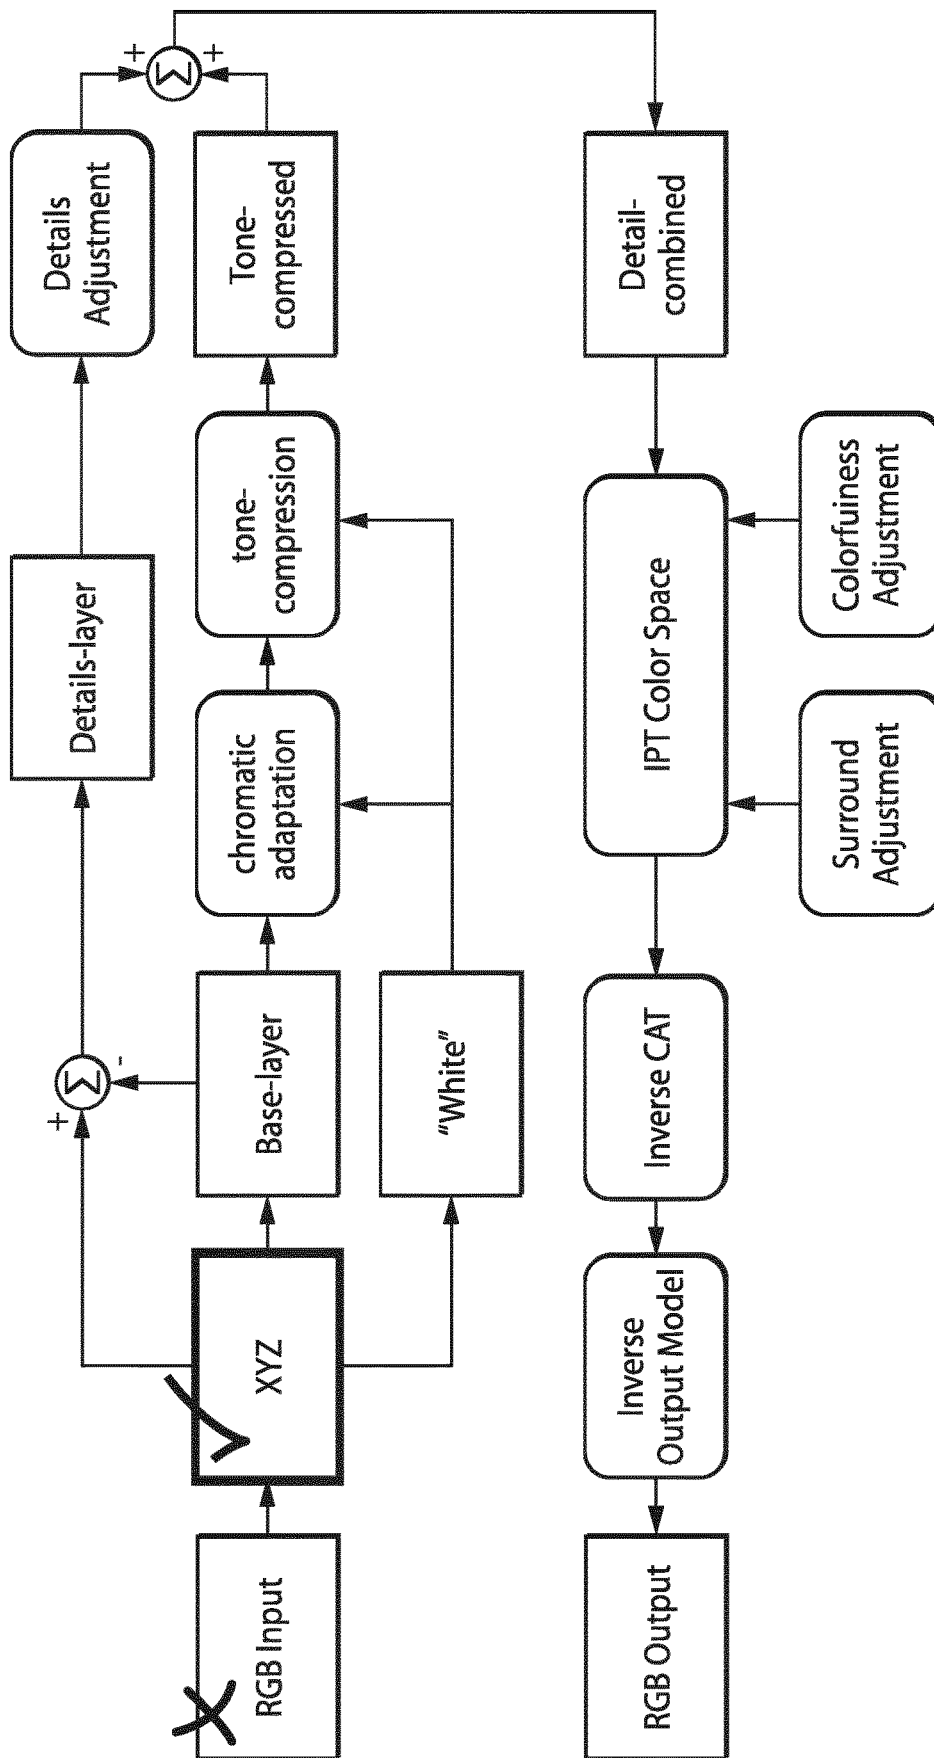 RGB Input
XYZ
+
Σ
-
Details-layer
Details
Adjustment
Base-layer
chromatic
adaptation
tone-
compression
Tone-
compressed
+
Σ
+
“White”
Detail-
combined
IPT Color Space
Colorfuiness
Adjustment
Surround
Adjustment
Inverse CAT
Inverse
Output Model
RGB Output